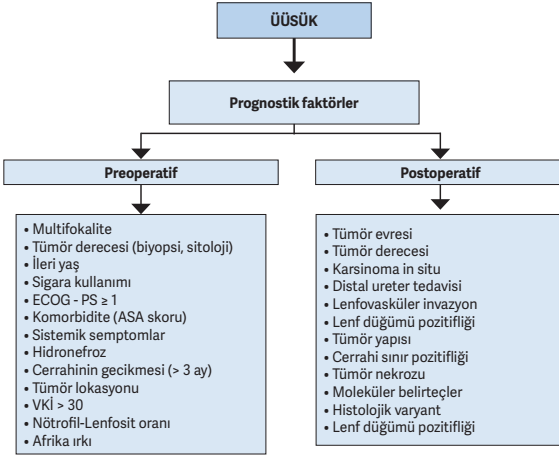 ÜÜSÜK
Prognostik faktörler
Preoperatif
• Multifokalite
• Tümör derecesi (biyopsi, sitoloji)
• İleri yaş
• Sigara kullanımı
• ECOG - PS ≥ 1
• Komorbidite (ASA skoru)
• Sistemik semptomlar
• Hidronefroz
• Cerrahinin gecikmesi (> 3 ay)
• Tümör lokasyonu
• VKİ > 30
• Nötrofil-Lenfosit oranı
• Afrika ırkı
Postoperatif
• Tümör evresi
• Tümör derecesi
• Karsinoma in situ
• Distal ureter tedavisi
• Lenfovasküler invazyon
• Lenf düğümü pozitifliği
• Tümör yapısı
• Cerrahi sınır pozitifliği
• Tümör nekrozu
• Moleküler belirteçler
• Histolojik varyant
• Lenf düğümü pozitifliği